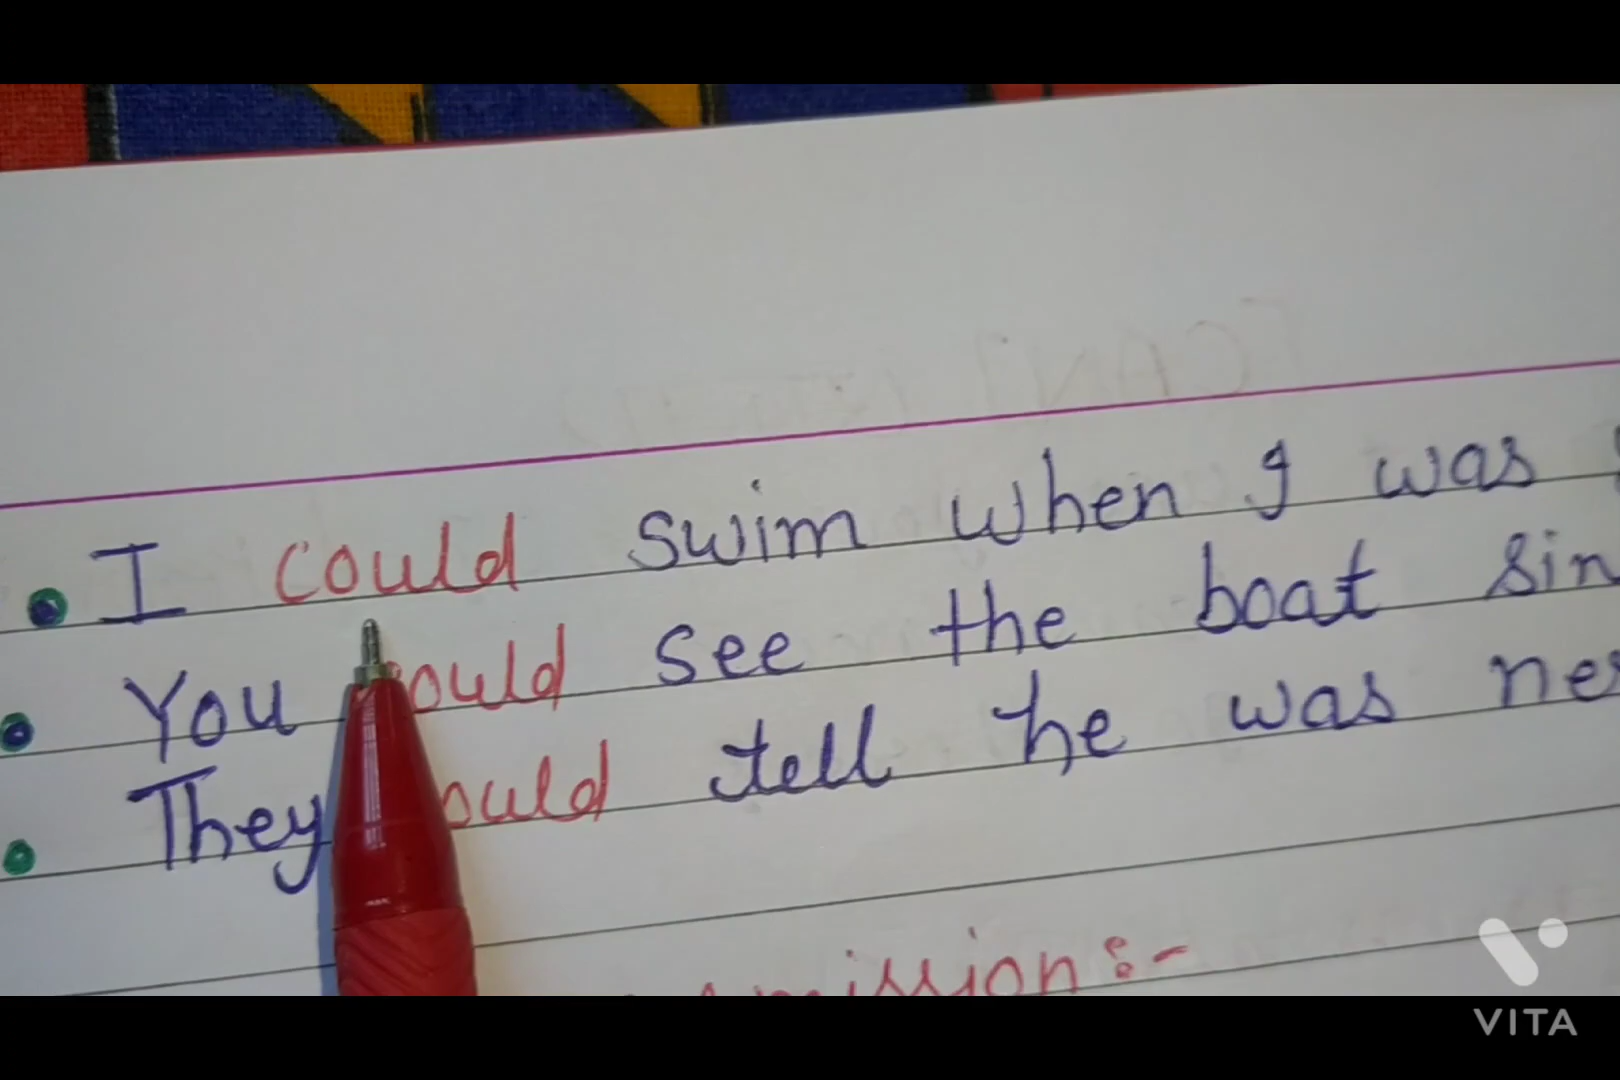 I could swim when I was
You could see the boat
They could tell he was
VITA